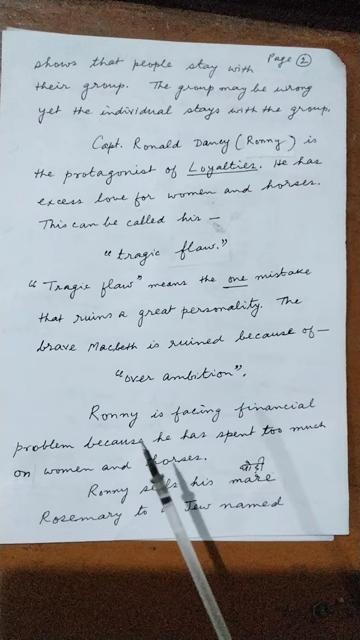 Page ②
shows that people stay with
their group. The group may be wrong
yet the individual stays with the group.
Capt. Ronald Dancy (Ronny) is
the protagonist of Loyalties. He has
excess love for women and horses.
This can be called his —
"tragic flaw."
"Tragic flaw" means the one mistake
that ruins a great personality. The
brave Macbeth is ruined because of —
"over ambition".
Ronny is facing financial
problem because he has spent too much
on women and horses.
घोड़ी
Ronny sells his mare
Rosemary to a Jew named